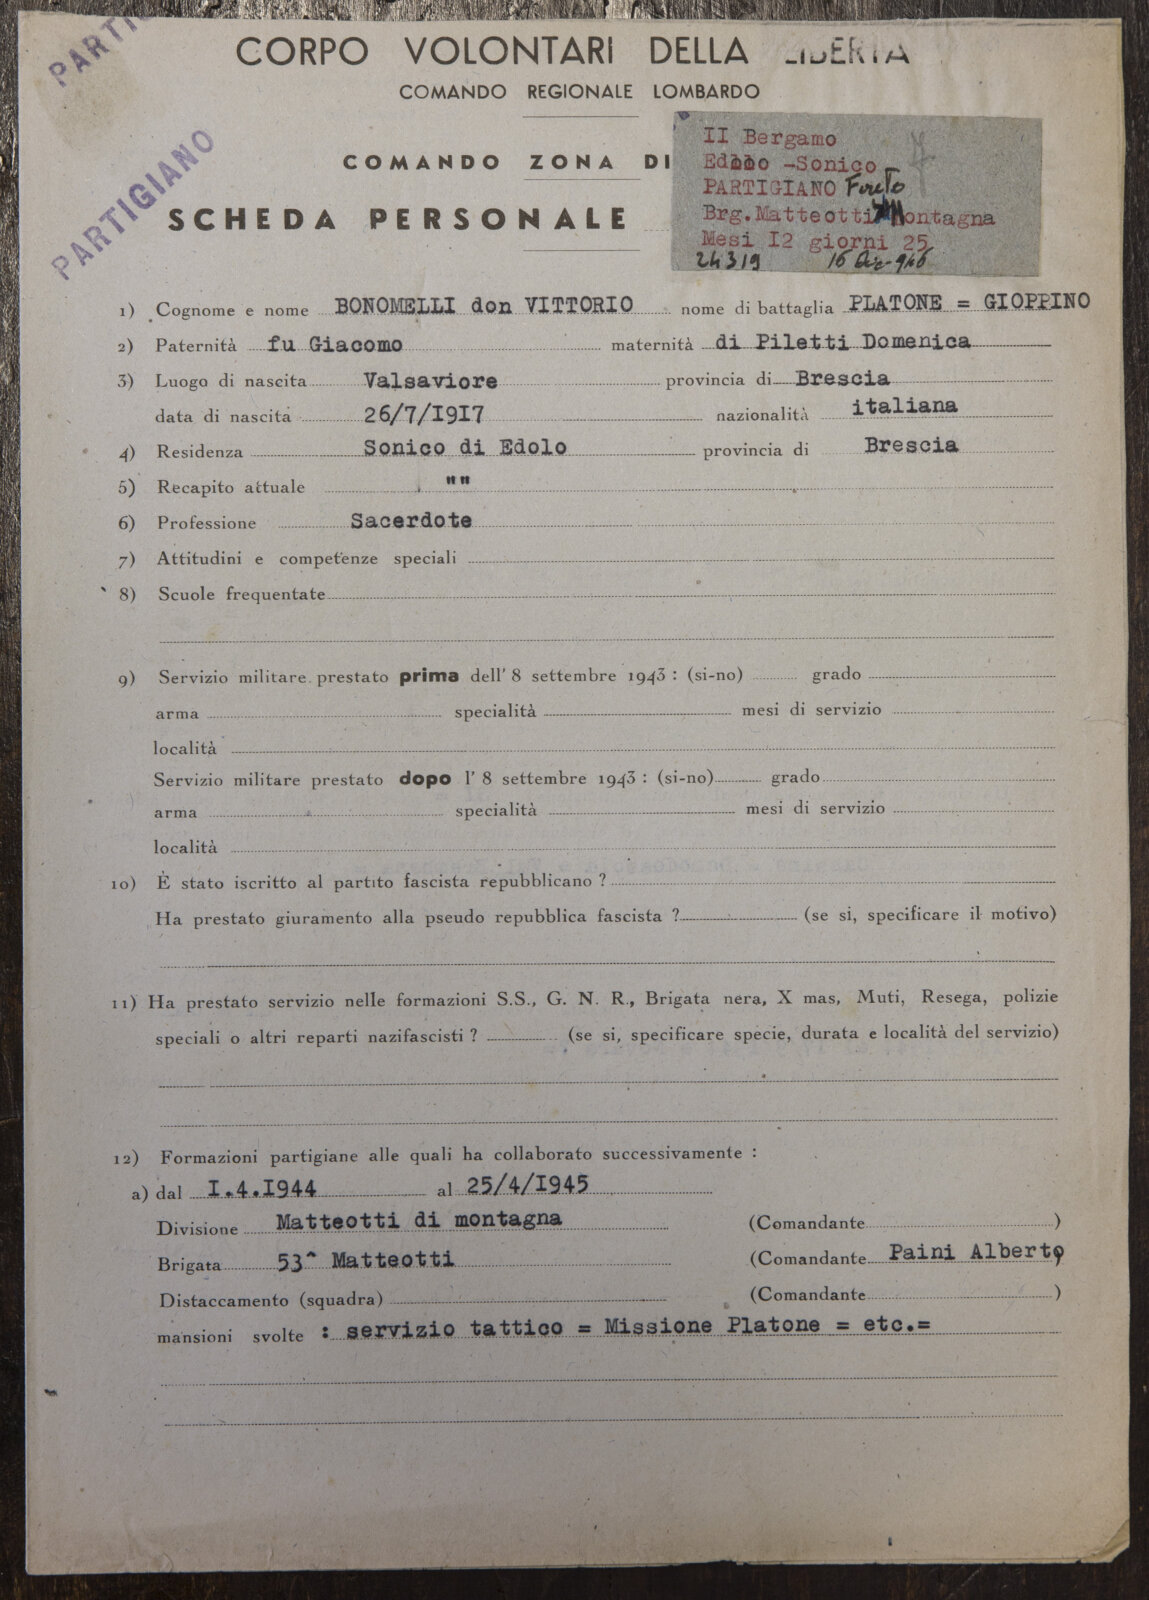 PARTIGIANO
CORPO VOLONTARI DELLA LIBERTA
COMANDO REGIONALE LOMBARDO
COMANDO ZONA DI
SCHEDA PERSONALE
PARTIGIANO
II Bergamo
Edolo -Sonico
PARTIGIANO
Brg.Matteotti Montagna
Mesi I2 giorni 25
24319 16 Dic-946
1) Cognome e nome BONOMELLI don VITTORIO nome di battaglia PLATONE = GIOPPINO
2) Paternità fu Giacomo maternità di Piletti Domenica
3) Luogo di nascita Valsaviore provincia di Brescia
data di nascita 26/7/I9I7 nazionalità italiana
4) Residenza Sonico di Edolo provincia di Brescia
5) Recapito attuale ""
6) Professione Sacerdote
7) Attitudini e competenze speciali
8) Scuole frequentate
9) Servizio militare prestato prima dell' 8 settembre 1943 : (si-no) grado
arma specialità mesi di servizio
località
Servizio militare prestato dopo l' 8 settembre 1943 : (si-no) grado
arma specialità mesi di servizio
località
10) È stato iscritto al partito fascista repubblicano ?
Ha prestato giuramento alla pseudo repubblica fascista ? (se si, specificare il motivo)
11) Ha prestato servizio nelle formazioni S.S., G. N. R., Brigata nera, X mas, Muti, Resega, polizie
speciali o altri reparti nazifascisti ? (se si, specificare specie, durata e località del servizio)
12) Formazioni partigiane alle quali ha collaborato successivamente :
a) dal I.4.I944 al 25/4/I945
Divisione Matteotti di montagna (Comandante )
Brigata 53^ Matteotti (Comandante Paini Alberto)
Distaccamento (squadra) (Comandante )
mansioni svolte : servizio tattico = Missione Platone = etc.=